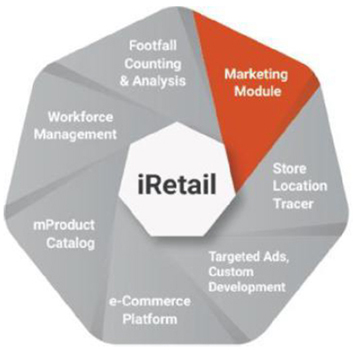 Footfall
Counting
& Analysis
Marketing
Module
Store
Location
Tracer
Targeted Ads,
Custom
Development
e-Commerce
Platform
mProduct
Catalog
Workforce
Management
iRetail